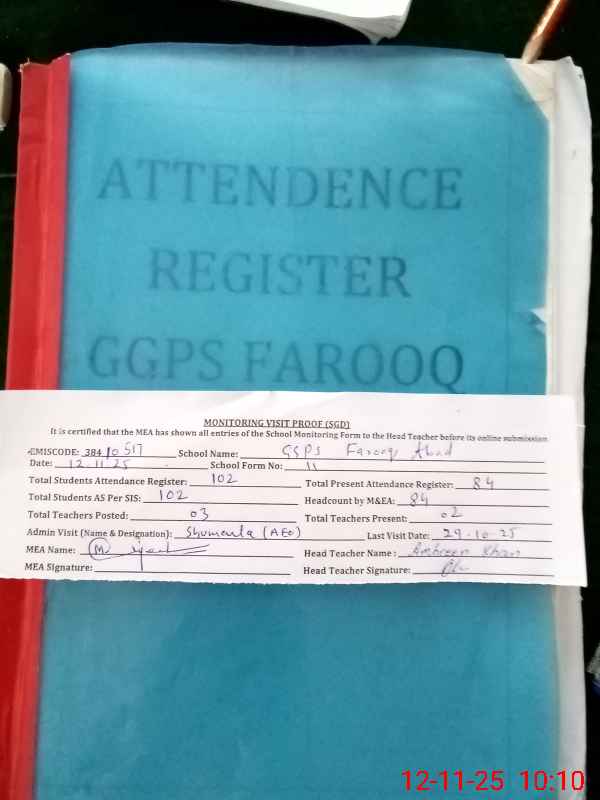 ATTENDENCE
REGISTER
GGPS FAROOQ
MONITORING VISIT PROOF (SGD)
It is certified that the MEA has shown all entries of the School Monitoring Form to the Head Teacher before its online submission
EMISCODE: 38410517 School Name: GGPS Farooq Abad
Date: 12.11.25 School Form No: 11
Total Students Attendance Register: 102 Total Present Attendance Register: 84
Total Students AS Per SIS: 102 Headcount by M&EA: 84
Total Teachers Posted: 03 Total Teachers Present: 02
Admin Visit (Name & Designation): Shumaila (AEO) Last Visit Date: 29-10-25
MEA Name: Head Teacher Name: Ambreen Khan
MEA Signature: Head Teacher Signature:
12-11-25 10:10